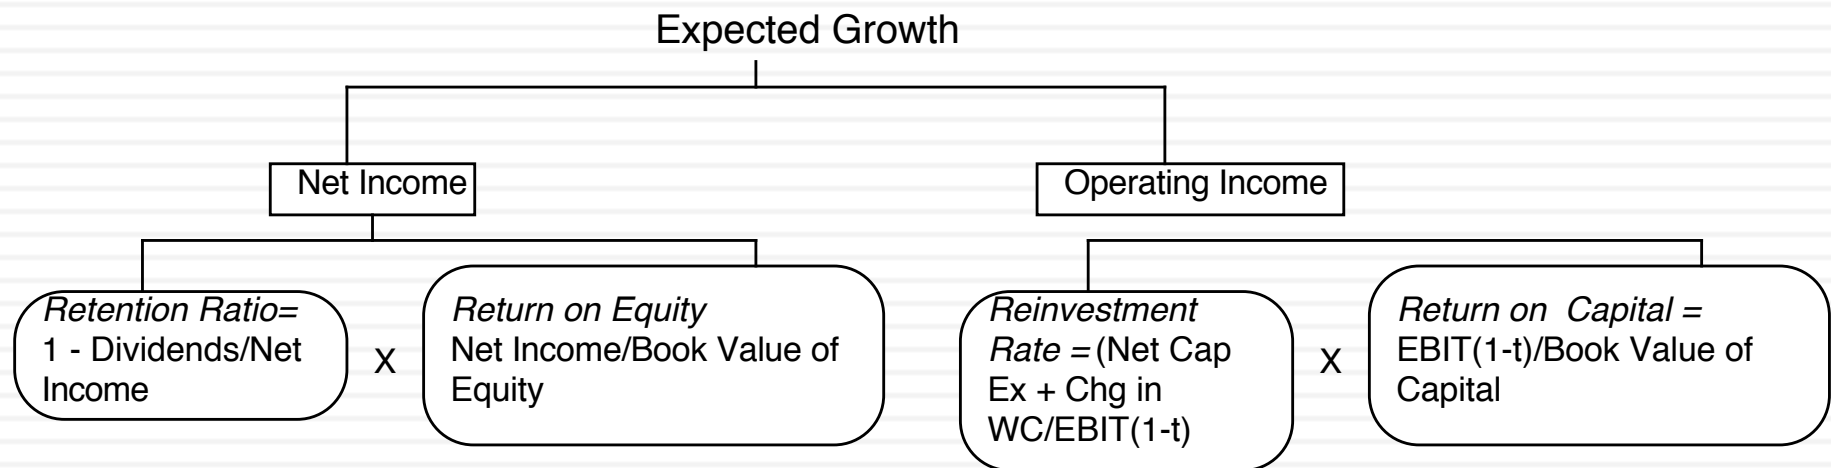 Expected Growth
Net Income
Operating Income
Retention Ratio=
1 - Dividends/Net
Income
X
Return on Equity
Net Income/Book Value of
Equity
Reinvestment
Rate = (Net Cap
Ex + Chg in
WC/EBIT(1-t)
X
Return on Capital =
EBIT(1-t)/Book Value of
Capital